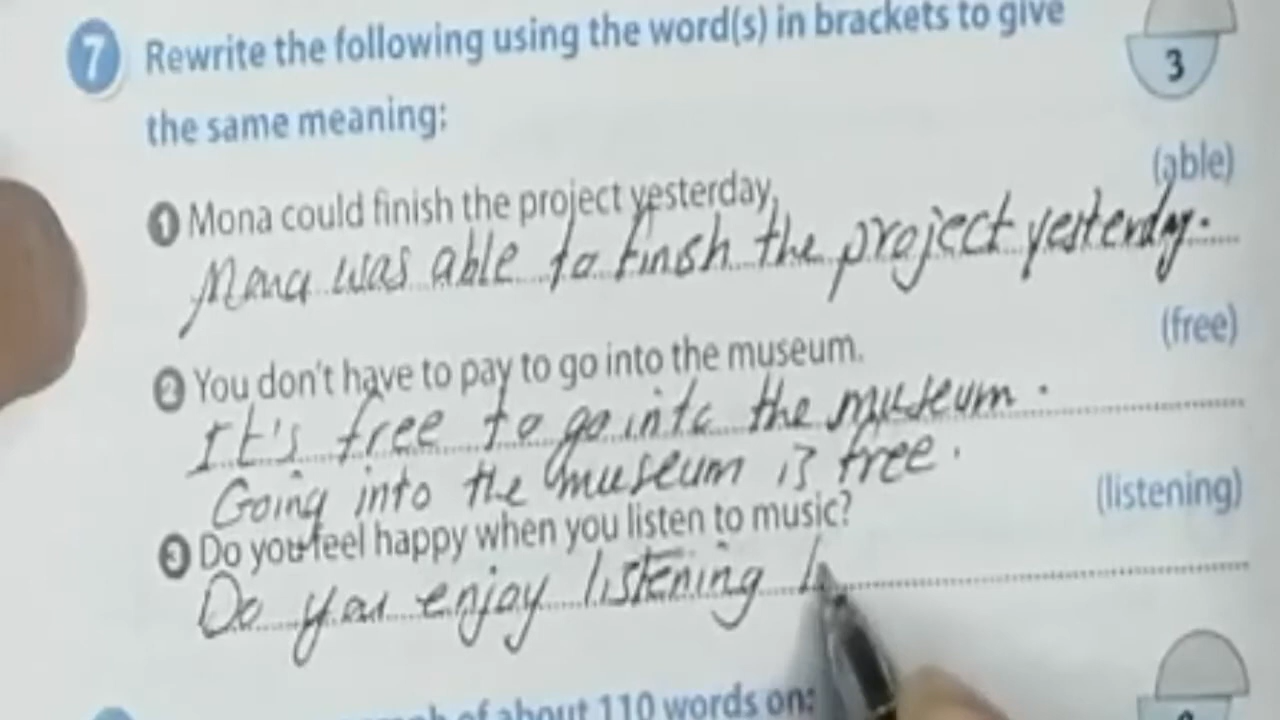 7 Rewrite the following using the word(s) in brackets to give
3
the same meaning:
(able)
1 Mona could finish the project yesterday.
Mona was able to finish the project yesterday.
(free)
2 You don't have to pay to go into the museum.
It's free to go into the museum.
Going into the museum is free.
(listening)
3 Do you feel happy when you listen to music?
Do you enjoy listening
of about 110 words on: